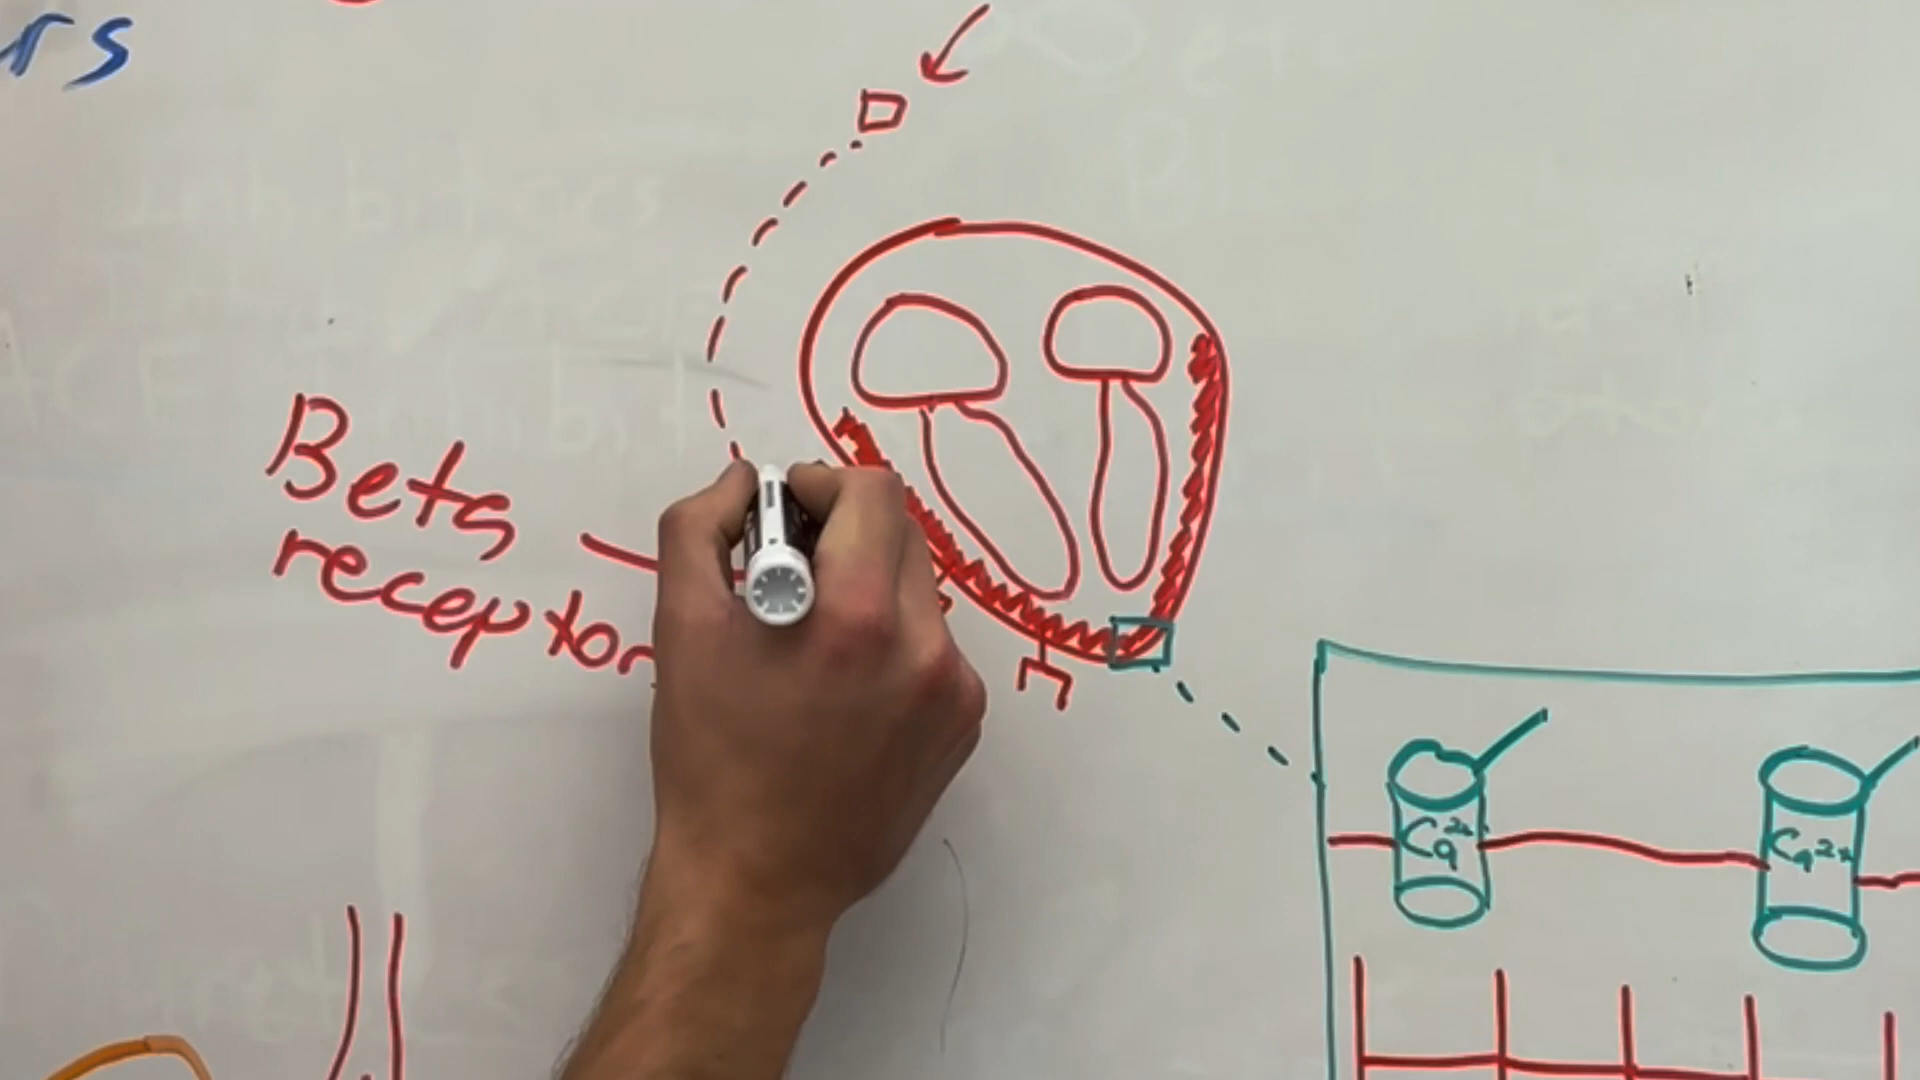 rs
Beta
receptor
Ca2+
Ca2+